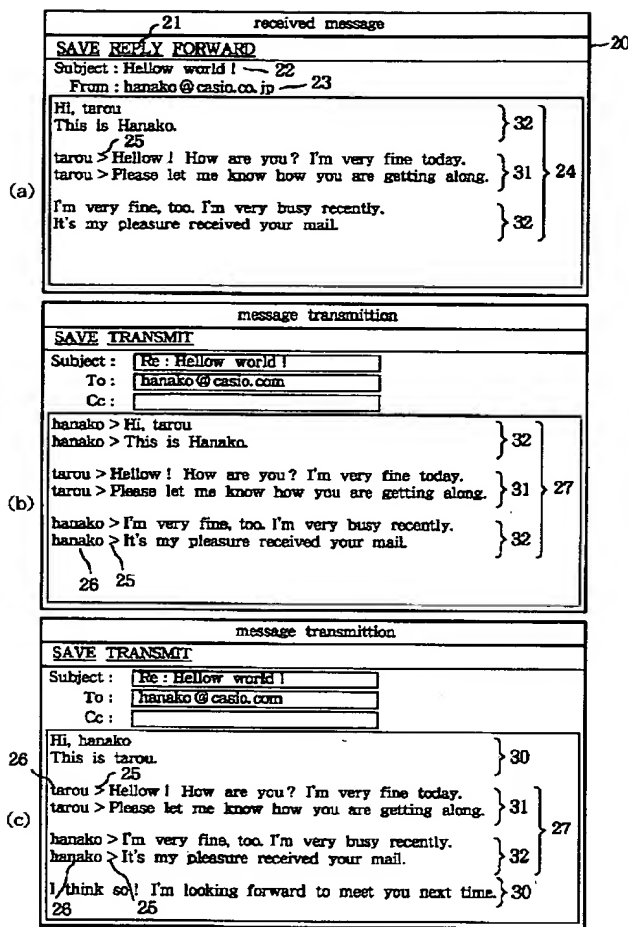 21
received message
20
SAVE REPLY FORWARD
Subject : Hellow world ! 22
From : hanako@casio.co.jp 23
Hi, tarou
This is Hanako.
32
25
tarou > Hellow ! How are you? I'm very fine today.
tarou > Please let me know how you are getting along.
31
24
(a)
I'm very fine, too. I'm very busy recently.
It's my pleasure received your mail.
32
message transmittion
SAVE TRANSMIT
Subject : Re : Hellow world !
To : hanako@casio.com
Cc :
hanako > Hi, tarou
hanako > This is Hanako.
32
tarou > Hellow ! How are you? I'm very fine today.
tarou > Please let me know how you are getting along.
31
27
(b)
hanako > I'm very fine, too. I'm very busy recently.
hanako > It's my pleasure received your mail.
32
26 25
message transmittion
SAVE TRANSMIT
Subject : Re : Hellow world !
To : hanako@casio.com
Cc :
Hi, hanako
This is tarou.
30
26
25
tarou > Hellow ! How are you? I'm very fine today.
tarou > Please let me know how you are getting along.
31
27
(c)
hanako > I'm very fine, too. I'm very busy recently.
hanako > It's my pleasure received your mail.
32
I think so ! I'm looking forward to meet you next time.
30
26 25